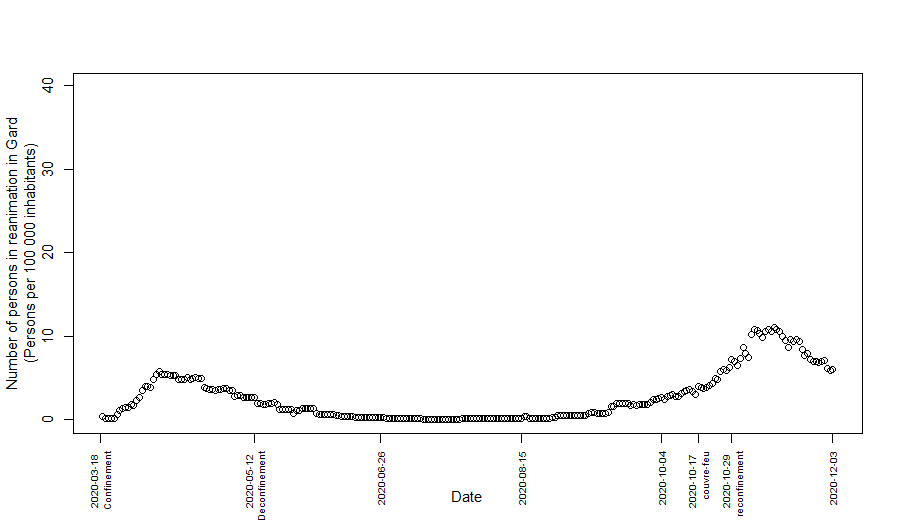 Number of persons in reanimation in Gard
(Persons per 100 000 inhabitants)
40
30
20
10
0
2020-03-18
Confinement
2020-05-12
Deconfinement
2020-06-26
2020-08-15
2020-10-04
2020-10-17
couvre-feu
2020-10-29
reconfinement
2020-12-03
Date